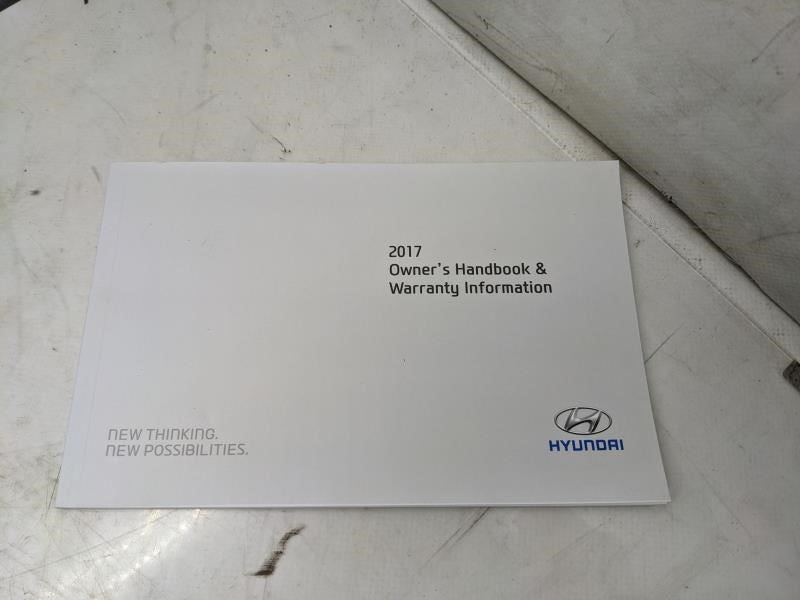 2017
Owner's Handbook &
Warranty Information
NEW THINKING.
NEW POSSIBILITIES.
HYUNDAI